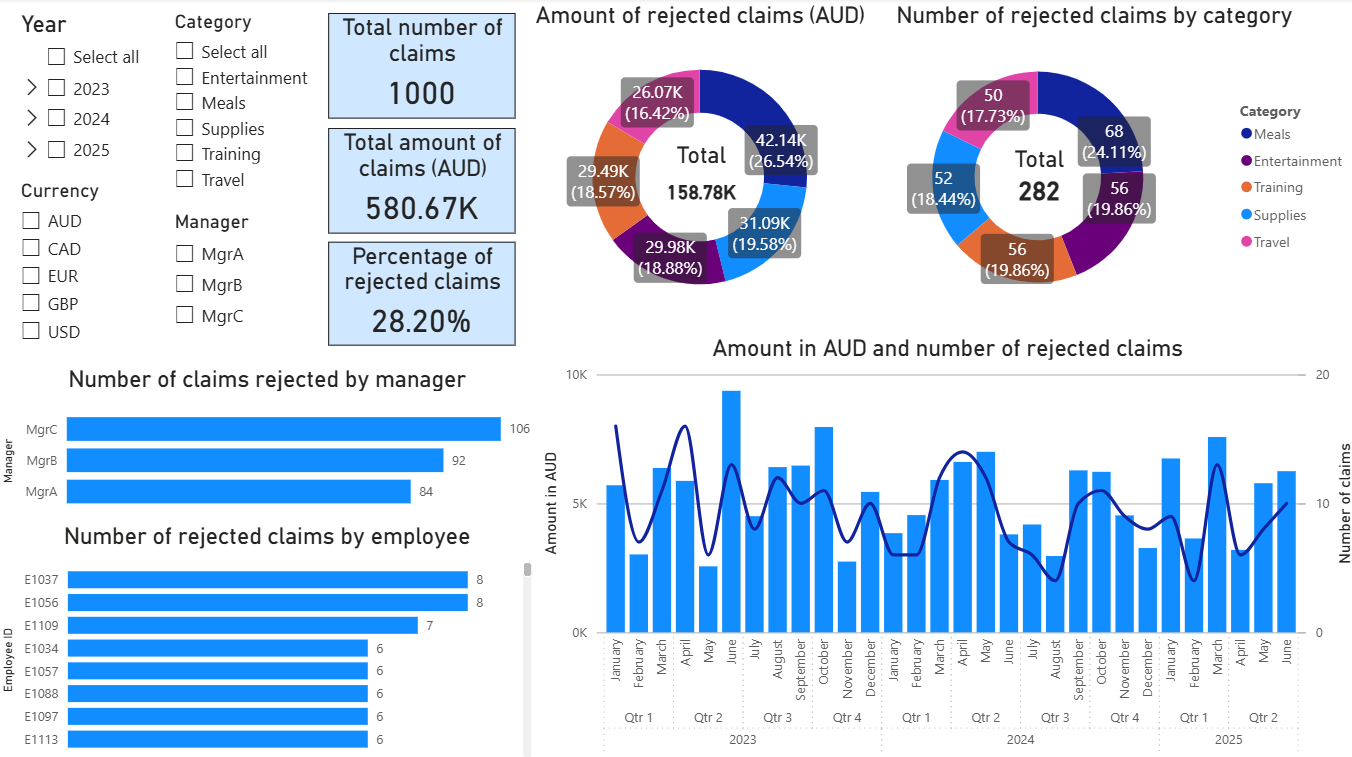 Year
Select all
2023
2024
2025
Currency
AUD
CAD
EUR
GBP
USD
Category
Select all
Entertainment
Meals
Supplies
Training
Travel
Manager
MgrA
MgrB
MgrC
Total number of
claims
1000
Total amount of
claims (AUD)
580.67K
Percentage of
rejected claims
28.20%
Amount of rejected claims (AUD)
26.07K
(16.42%)
42.14K
(26.54%)
29.49K
(18.57%)
31.09K
(19.58%)
29.98K
(18.88%)
Total
158.78K
Number of rejected claims by category
50
(17.73%)
68
(24.11%)
52
(18.44%)
56
(19.86%)
56
(19.86%)
Total
282
Category
Meals
Entertainment
Training
Supplies
Travel
Number of claims rejected by manager
Manager
MgrC 106
MgrB 92
MgrA 84
Number of rejected claims by employee
Employee ID
E1037 8
E1056 8
E1109 7
E1034 6
E1057 6
E1088 6
E1097 6
E1113 6
Amount in AUD and number of rejected claims
Amount in AUD
10K
5K
0K
Number of claims
20
10
0
January
February
March
April
May
June
July
August
September
October
November
December
January
February
March
April
May
June
July
August
September
October
November
December
January
February
March
April
May
June
Qtr 1 Qtr 2 Qtr 3 Qtr 4 Qtr 1 Qtr 2 Qtr 3 Qtr 4 Qtr 1 Qtr 2
2023 2024 2025